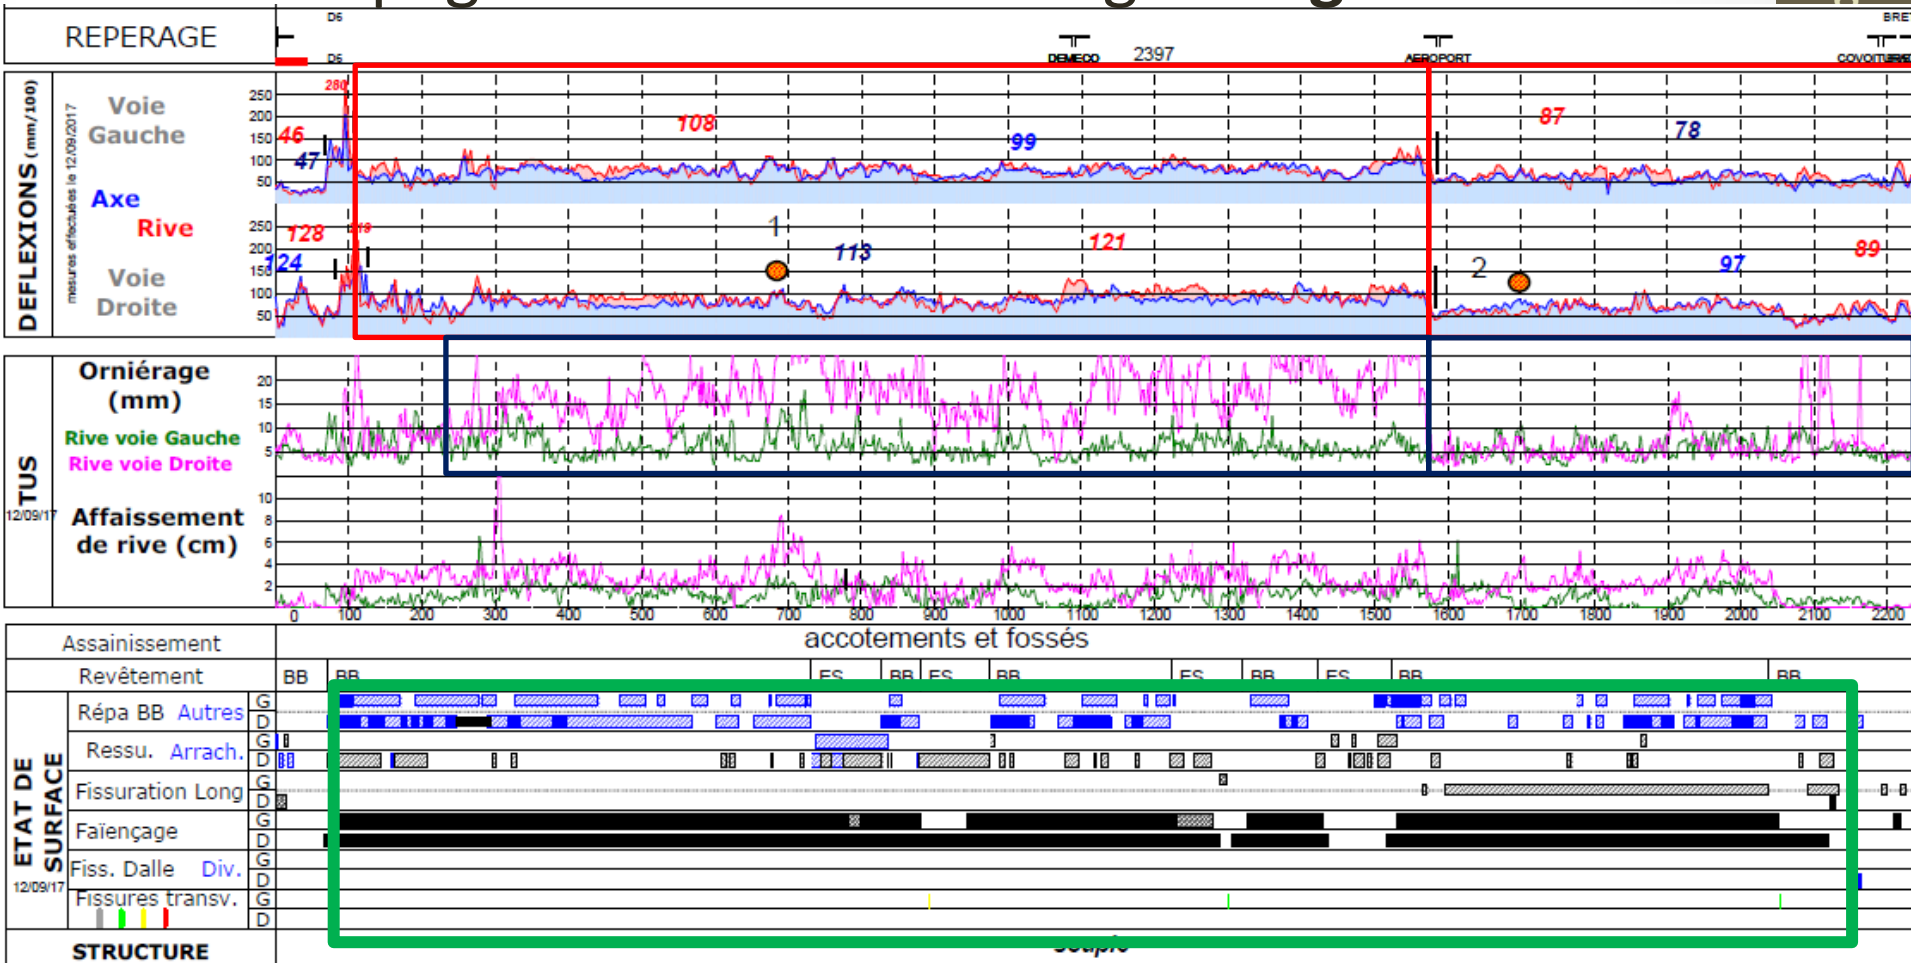 D6
BRE
REPERAGE
D6
DEMECO
2397
AEROPORT
DEFLEXIONS (mm/100)
mesures effectuées le 12/09/2017
Voie
Gauche
Axe
Rive
Voie
Droite
250
200
150
100
50
250
200
150
100
50
280
46
47
108
99
87
78
128
124
1
113
121
2
97
89
TUS
12/09/17
Orniérage
(mm)
Rive voie Gauche
Rive voie Droite
20
15
10
5
Affaissement
de rive (cm)
10
8
6
4
2
0 100 200 300 400 500 600 700 800 900 1000 1100 1200 1300 1400 1500 1600 1700 1800 1900 2000 2100 2200
Assainissement
accotements et fossés
Revêtement
BB BB ES BB ES BB ES BB ES BB BB
ETAT DE
SURFACE
12/09/17
Répa BB Autres
G
D
Ressu. Arrach.
G
D
Fissuration Long
G
D
Faïençage
G
D
Fiss. Dalle Div.
G
D
Fissures transv.
G
D
STRUCTURE